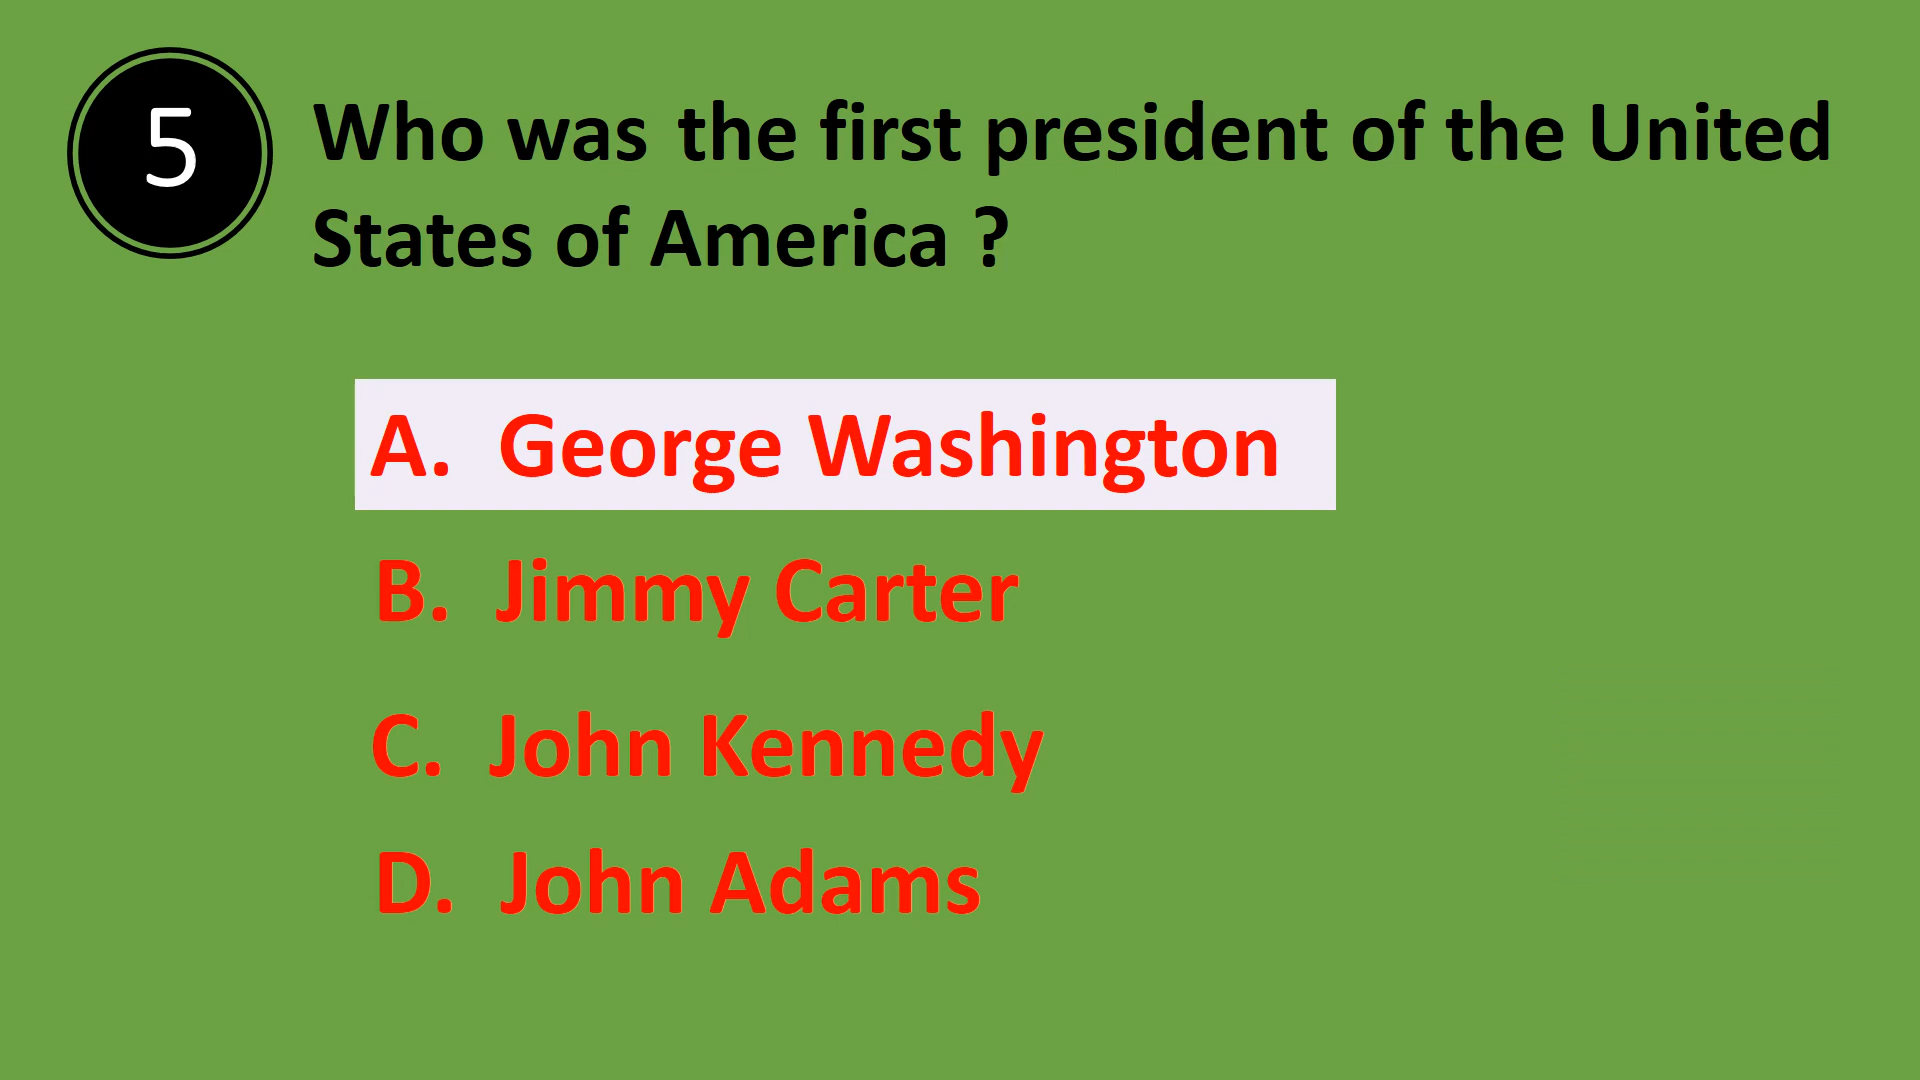 5
Who was the first president of the United
States of America ?
A. George Washington
B. Jimmy Carter
C. John Kennedy
D. John Adams